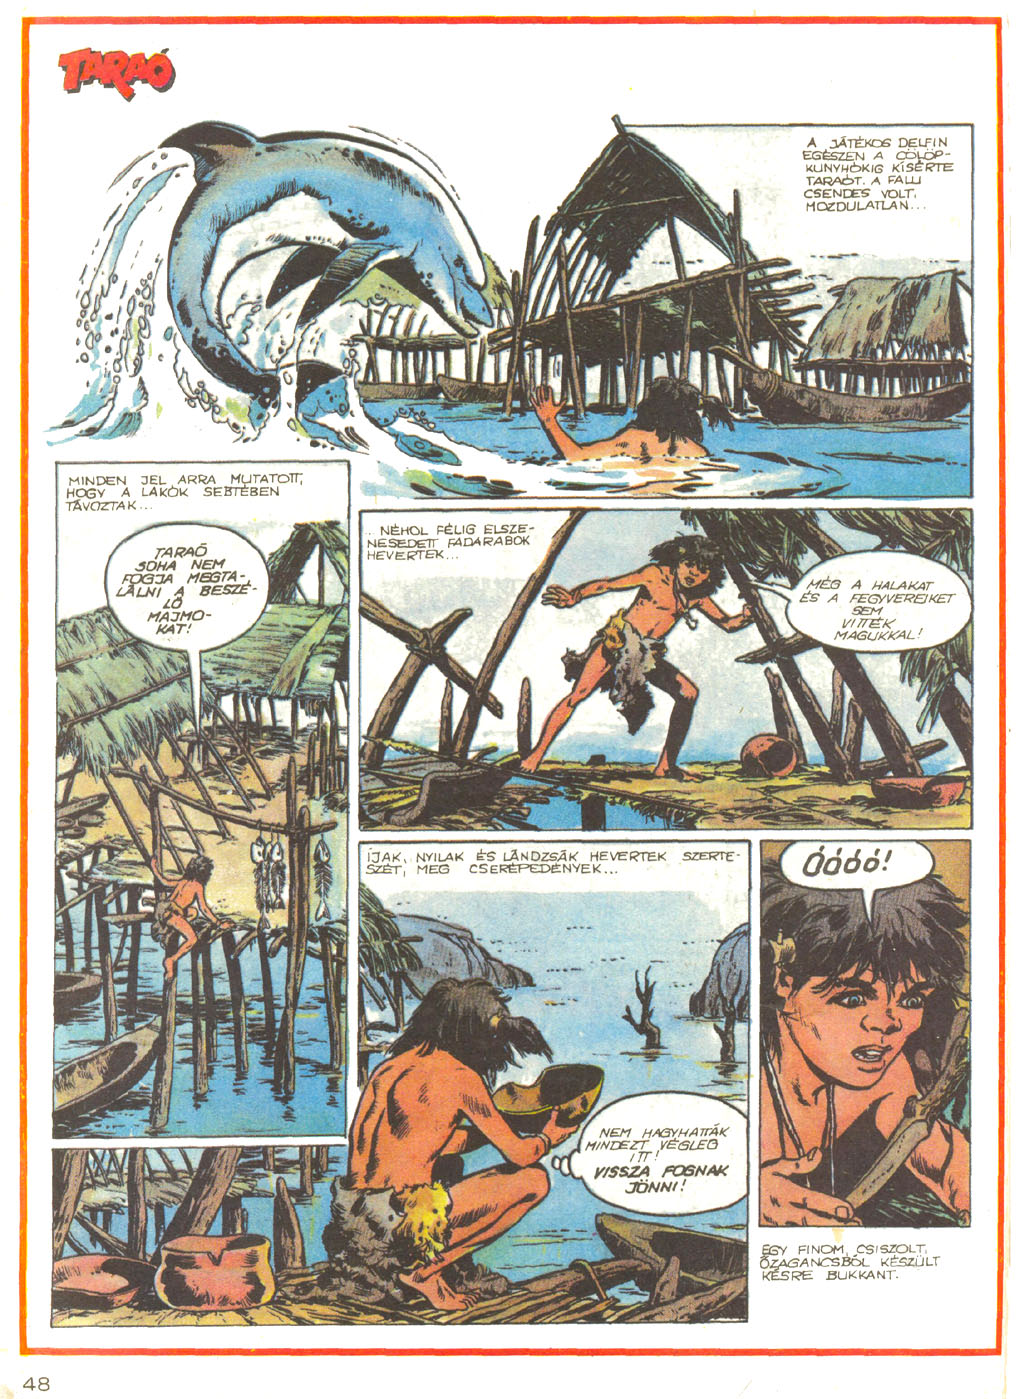 TARAÓ
A JÁTÉKOS DELFIN
EGÉSZEN A CÖLÖP-
KUNYHÓKIG KÍSÉRTE
TARAÓT. A FALU
CSENDES VOLT,
MOZDULATLAN...
MINDEN JEL ARRA MUTATOTT,
HOGY A LAKÓK SEBTÉBEN
TÁVOZTAK...
TARAÓ
SOHA NEM
FOGJA MEGTA-
LÁLNI A BESZÉ-
LŐ
MAJMO-
KAT!
... NÉHOL FÉLIG ELSZE-
NESEDETT FADARABOK
HEVERTEK...
MÉG A HALAKAT
ÉS A FEGYVEREIKET
SEM
VITTÉK
MAGUKKAL!
ÍJAK, NYILAK ÉS LÁNDZSÁK HEVERTEK SZERTE-
SZÉT, MEG CSERÉPEDÉNYEK...
NEM HAGYHATTÁK
MINDEZT VÉGLEG
ITT!
VISSZA FOGNAK
JÖNNI!
ÓÓÓÓ!
EGY FINOM, CSISZOLT,
ŐZAGANCSBÓL KÉSZÜLT
KÉSRE BUKKANT.
48